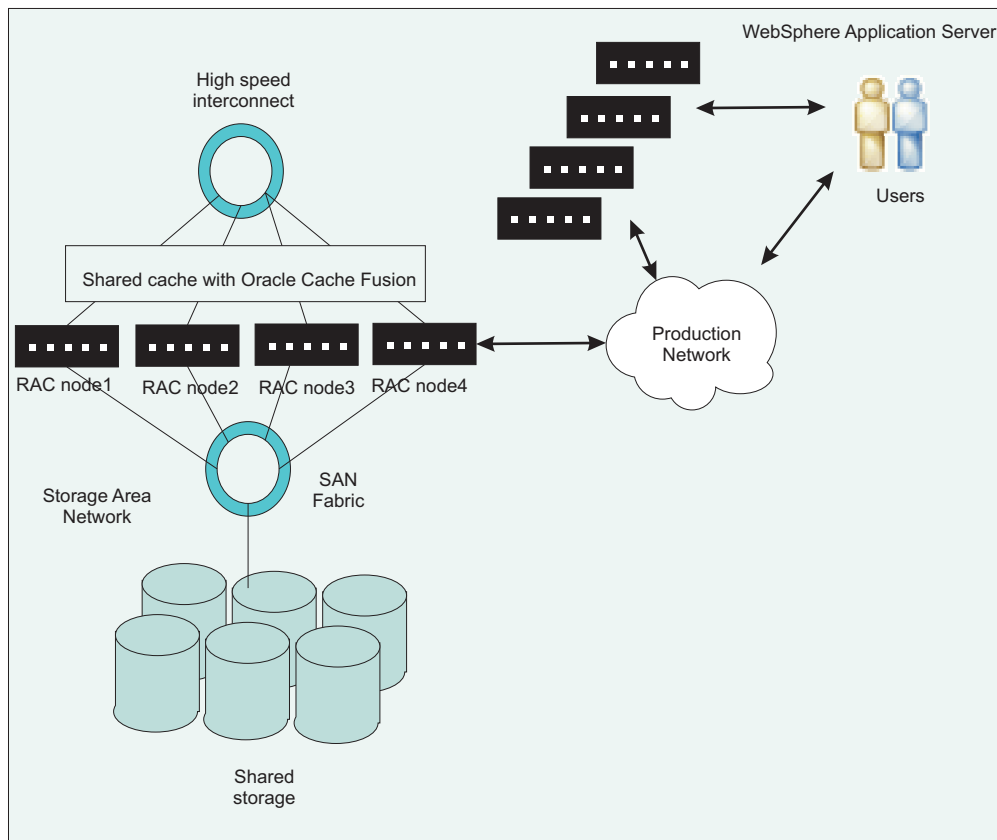 WebSphere Application Server
High speed
interconnect
Users
Shared cache with Oracle Cache Fusion
Production
Network
RAC node1
RAC node2
RAC node3
RAC node4
Storage Area
Network
SAN
Fabric
Shared
storage